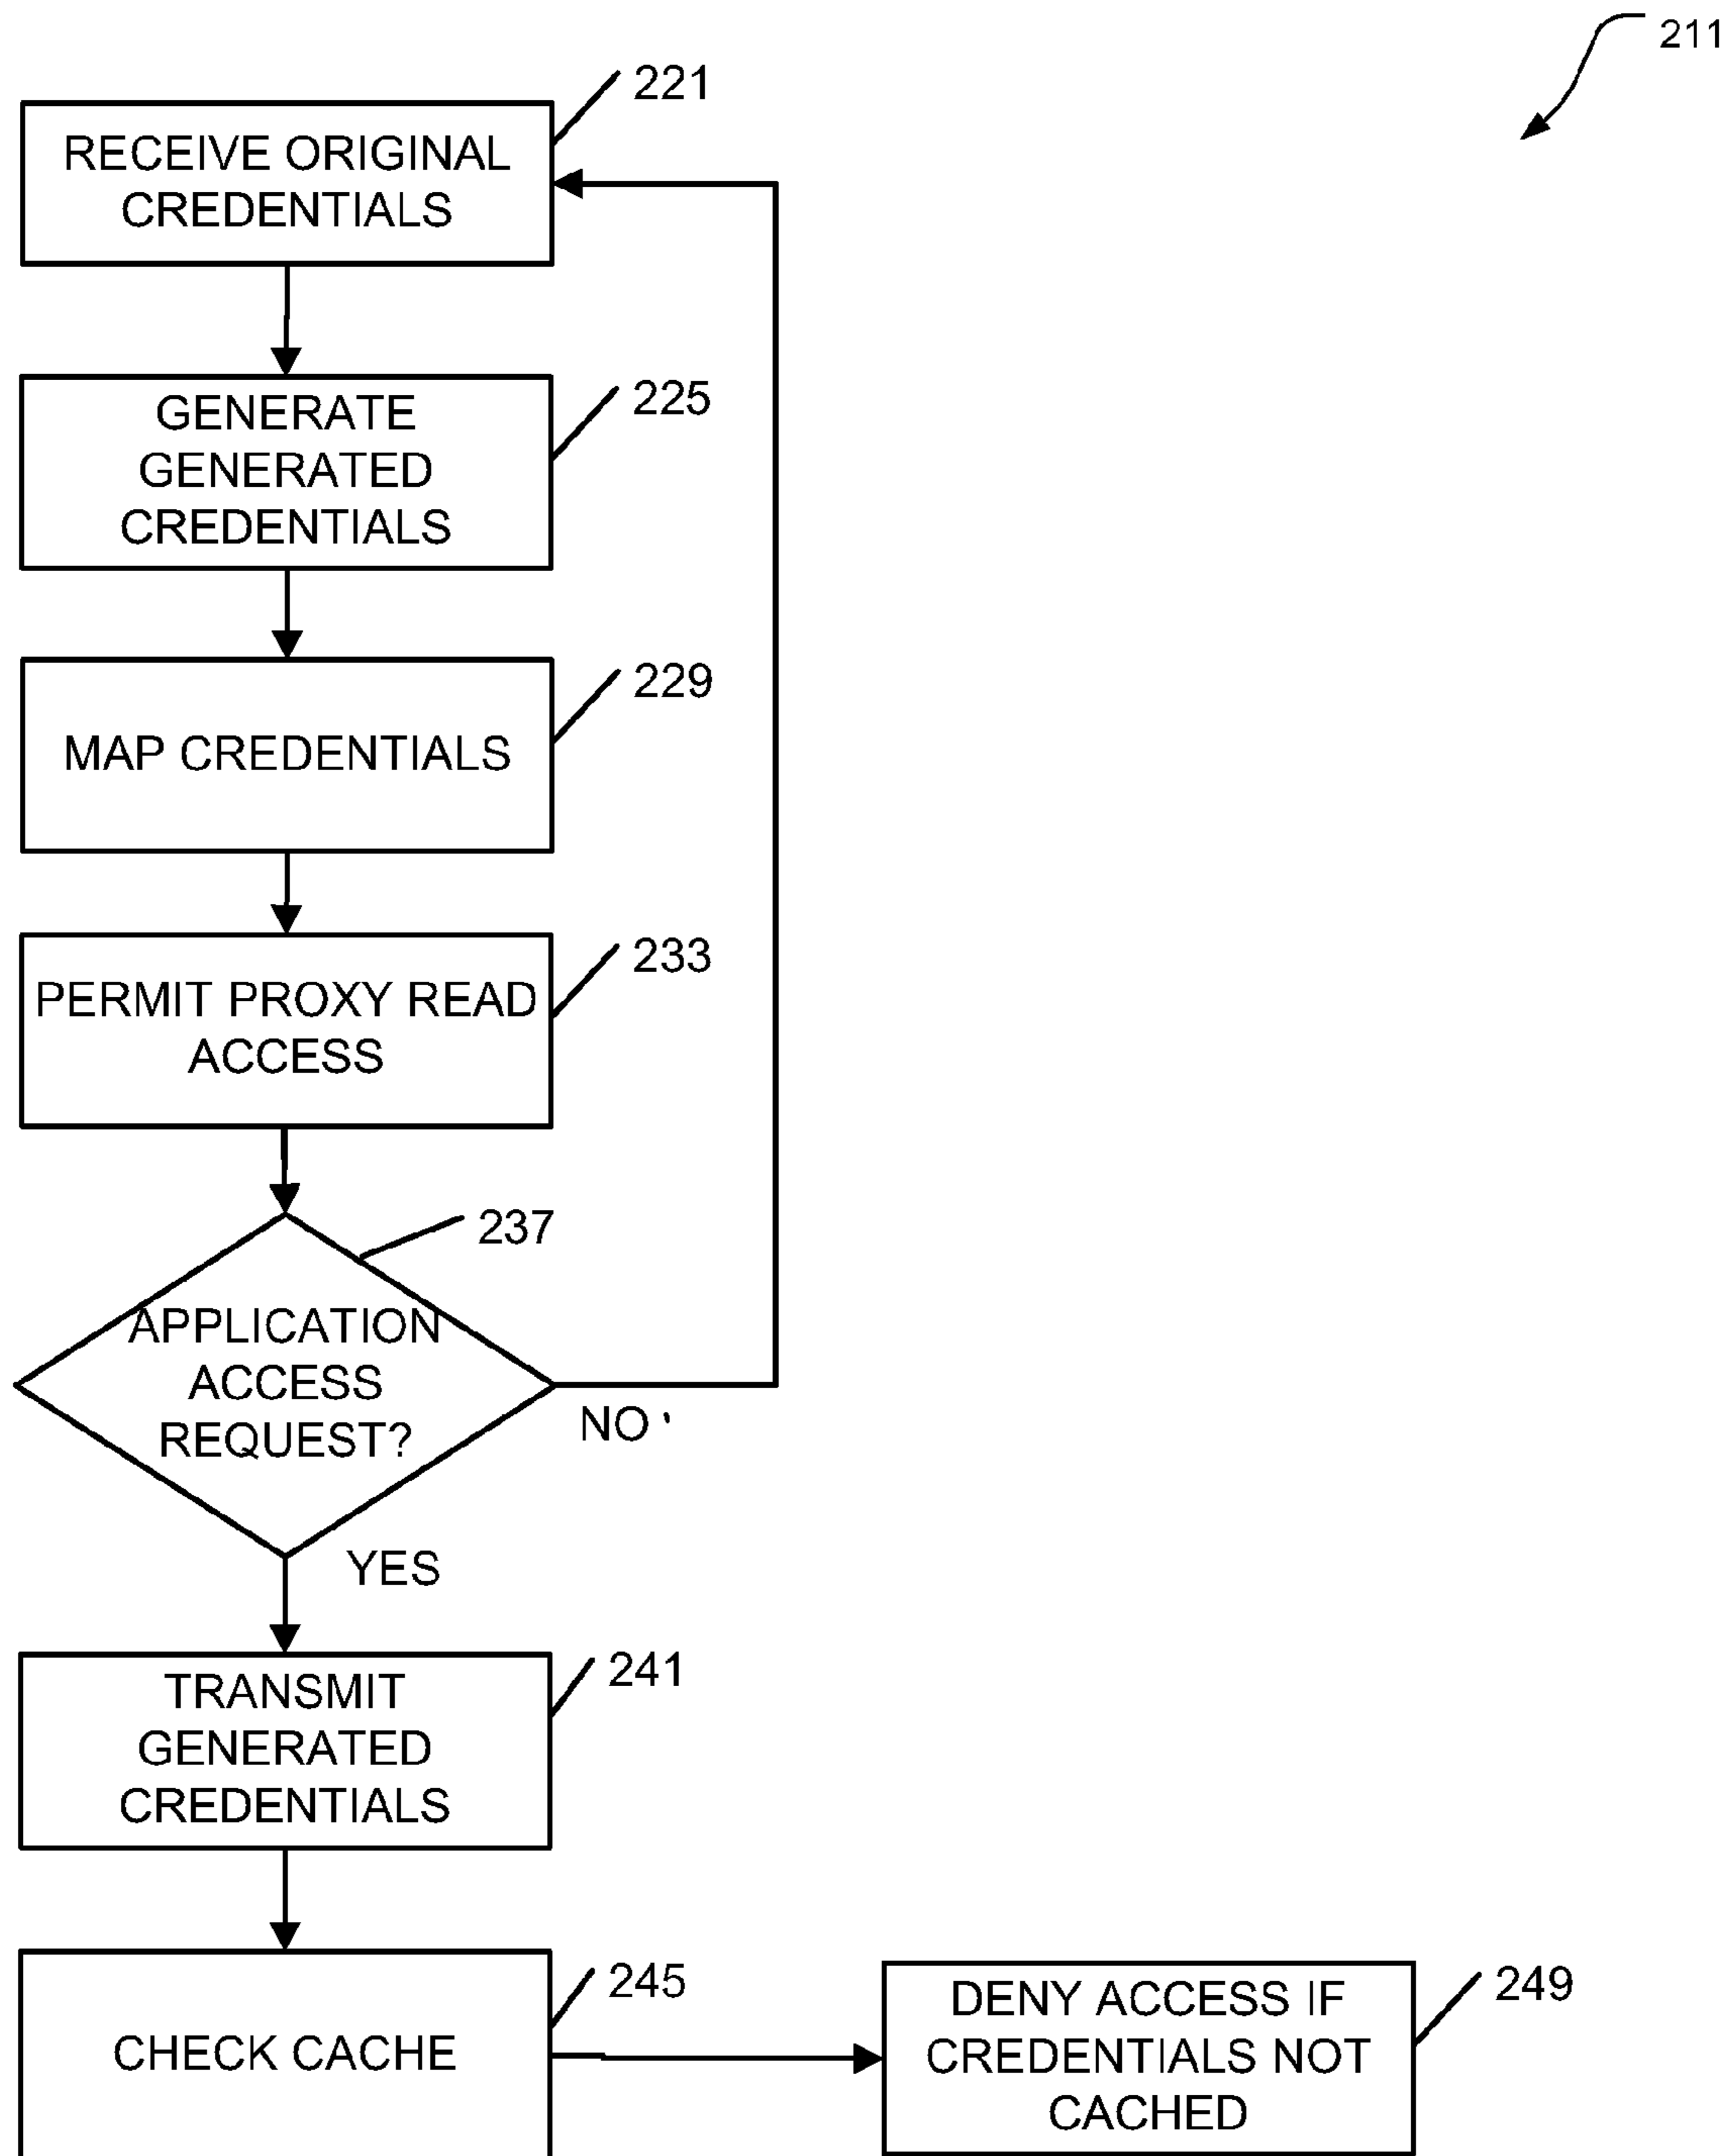 211
221
RECEIVE ORIGINAL
CREDENTIALS
225
GENERATE
GENERATED
CREDENTIALS
229
MAP CREDENTIALS
233
PERMIT PROXY READ
ACCESS
237
APPLICATION
ACCESS
REQUEST?
NO
YES
241
TRANSMIT
GENERATED
CREDENTIALS
245
CHECK CACHE
249
DENY ACCESS IF
CREDENTIALS NOT
CACHED